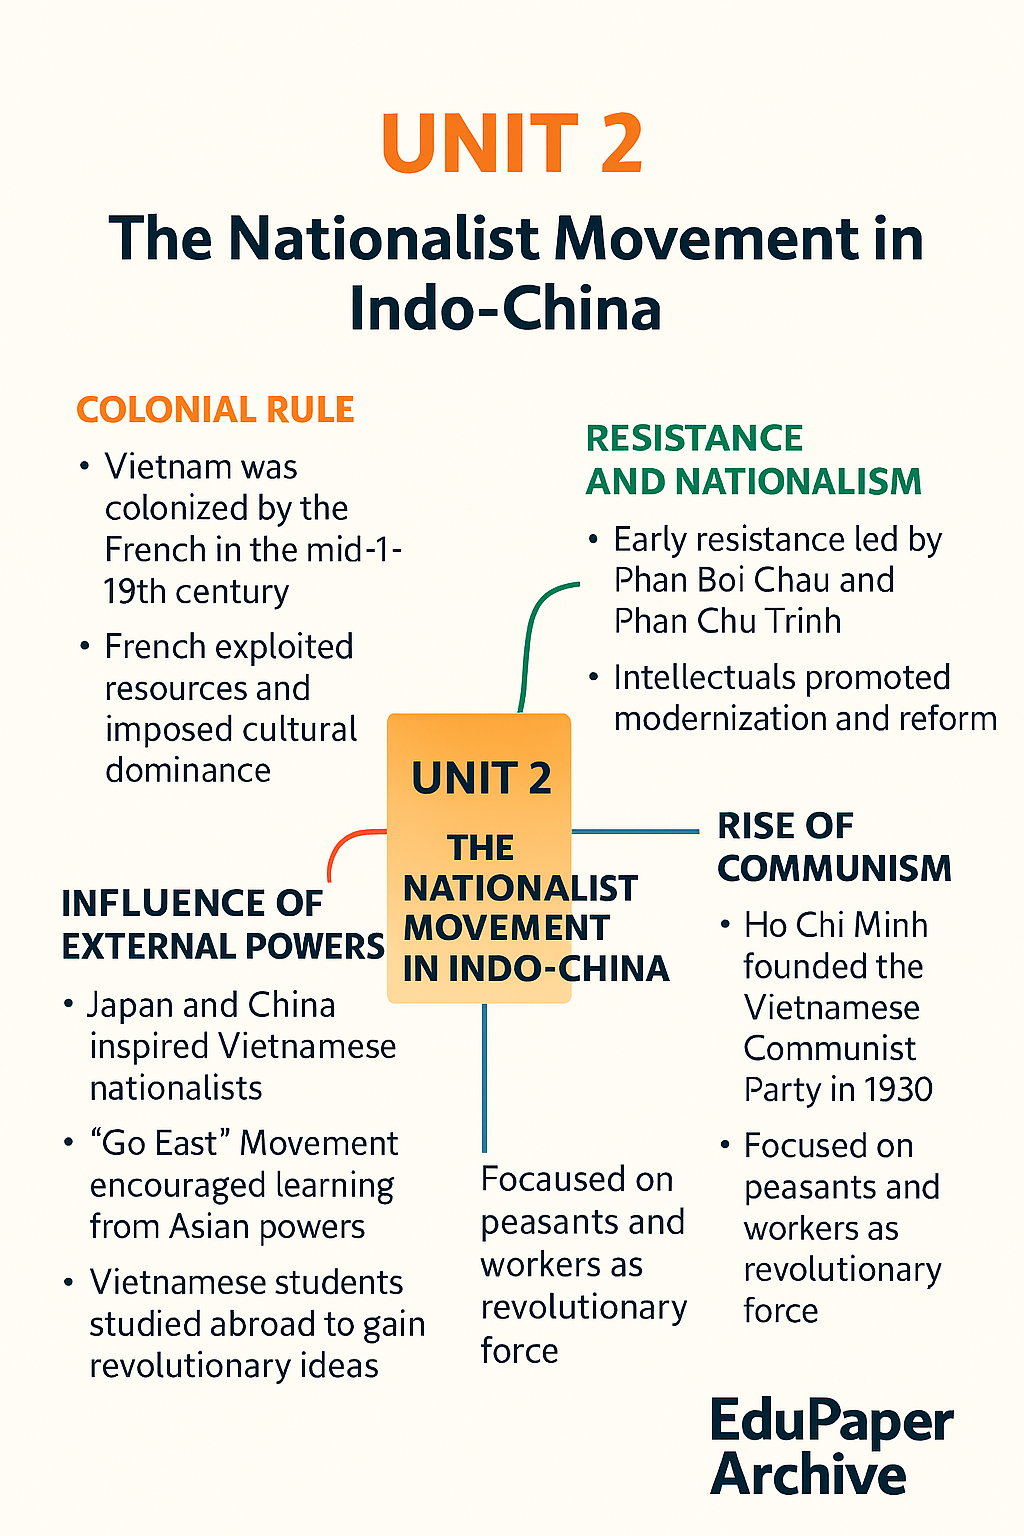 UNIT 2
The Nationalist Movement in
Indo-China
COLONIAL RULE
• Vietnam was
colonized by the
French in the mid-1-
19th century
• French exploited
resources and
imposed cultural
dominance
RESISTANCE
AND NATIONALISM
• Early resistance led by
Phan Boi Chau and
Phan Chu Trinh
• Intellectuals promoted
modernization and reform
UNIT 2
THE
NATIONALIST
MOVEMENT
IN INDO-CHINA
INFLUENCE OF
EXTERNAL POWERS
• Japan and China
inspired Vietnamese
nationalists
• “Go East” Movement
encouraged learning
from Asian powers
• Vietnamese students
studied abroad to gain
revolutionary ideas
Focaused on
peasants and
workers as
revolutionary
force
RISE OF
COMMUNISM
• Ho Chi Minh
founded the
Vietnamese
Communist
Party in 1930
• Focused on
peasants and
workers as
revolutionary
force
EduPaper
Archive